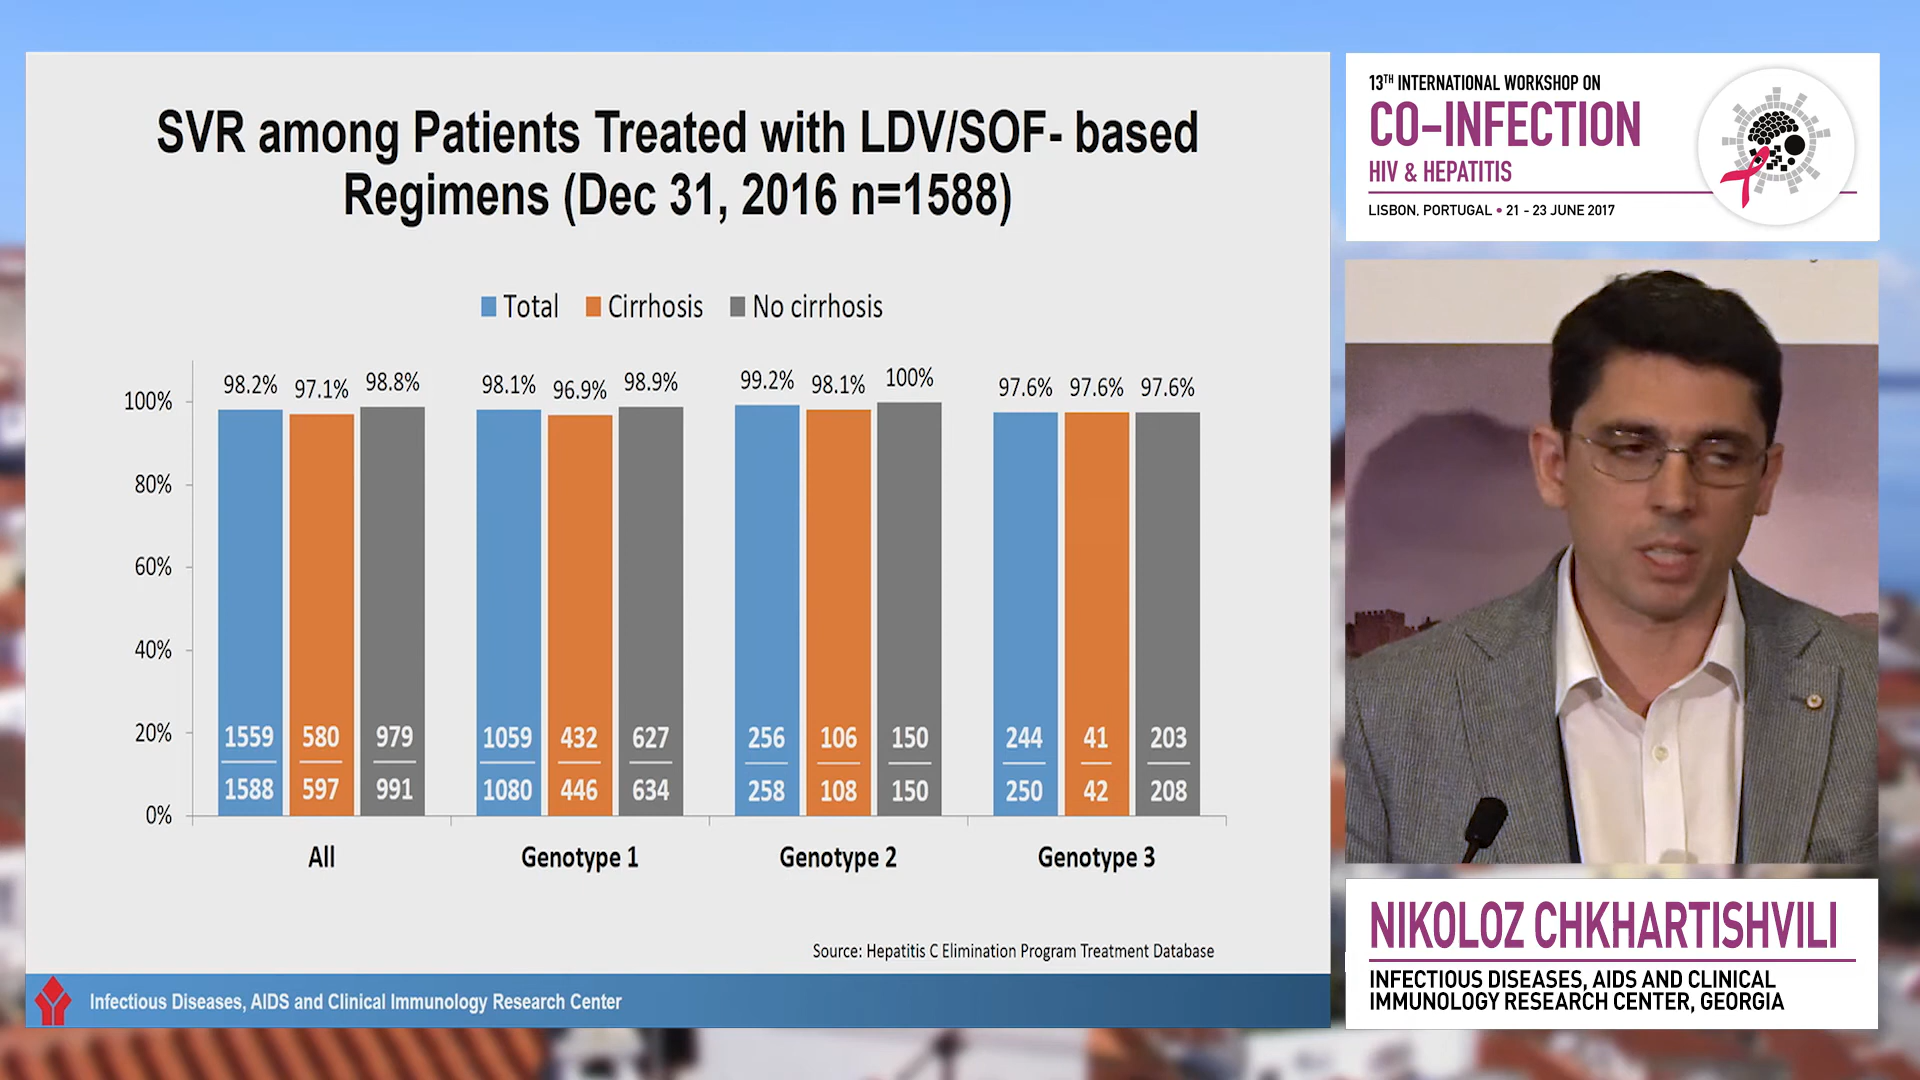 SVR among Patients Treated with LDV/SOF- based
Regimens (Dec 31, 2016 n=1588)
Total Cirrhosis No cirrhosis
98.2% 97.1% 98.8% 98.1% 96.9% 98.9% 99.2% 98.1% 100% 97.6% 97.6% 97.6%
100%
80%
60%
40%
20%
0%
1559 580 979 1059 432 627 256 106 150 244 41 203
1588 597 991 1080 446 634 258 108 150 250 42 208
All Genotype 1 Genotype 2 Genotype 3
Source: Hepatitis C Elimination Program Treatment Database
Infectious Diseases, AIDS and Clinical Immunology Research Center
13TH INTERNATIONAL WORKSHOP ON
CO-INFECTION
HIV & HEPATITIS
LISBON, PORTUGAL • 21 - 23 JUNE 2017
NIKOLOZ CHKHARTISHVILI
INFECTIOUS DISEASES, AIDS AND CLINICAL
IMMUNOLOGY RESEARCH CENTER, GEORGIA